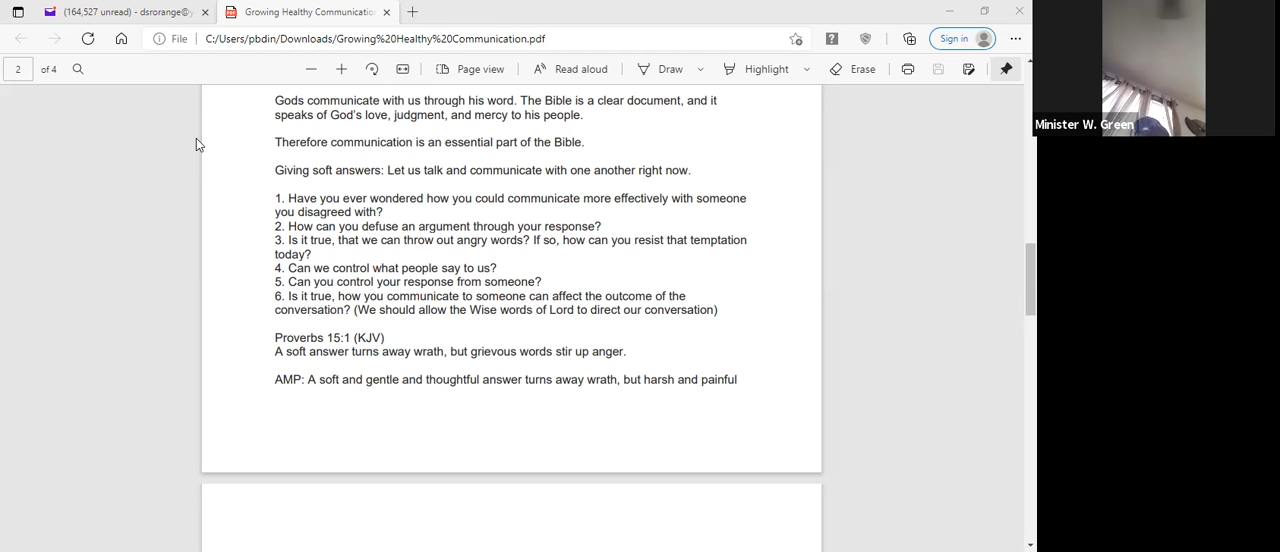 (164,527 unread) - dsrorange@y
Growing Healthy Communication
File
C:/Users/pbdin/Downloads/Growing%20Healthy%20Communication.pdf
Sign in
2 of 4
Page view
Read aloud
Draw
Highlight
Erase
Minister W. Green
Gods communicate with us through his word. The Bible is a clear document, and it
speaks of God's love, judgment, and mercy to his people.
Therefore communication is an essential part of the Bible.
Giving soft answers: Let us talk and communicate with one another right now.
1. Have you ever wondered how you could communicate more effectively with someone
you disagreed with?
2. How can you defuse an argument through your response?
3. Is it true, that we can throw out angry words? If so, how can you resist that temptation
today?
4. Can we control what people say to us?
5. Can you control your response from someone?
6. Is it true, how you communicate to someone can affect the outcome of the
conversation? (We should allow the Wise words of Lord to direct our conversation)
Proverbs 15:1 (KJV)
A soft answer turns away wrath, but grievous words stir up anger.
AMP: A soft and gentle and thoughtful answer turns away wrath, but harsh and painful